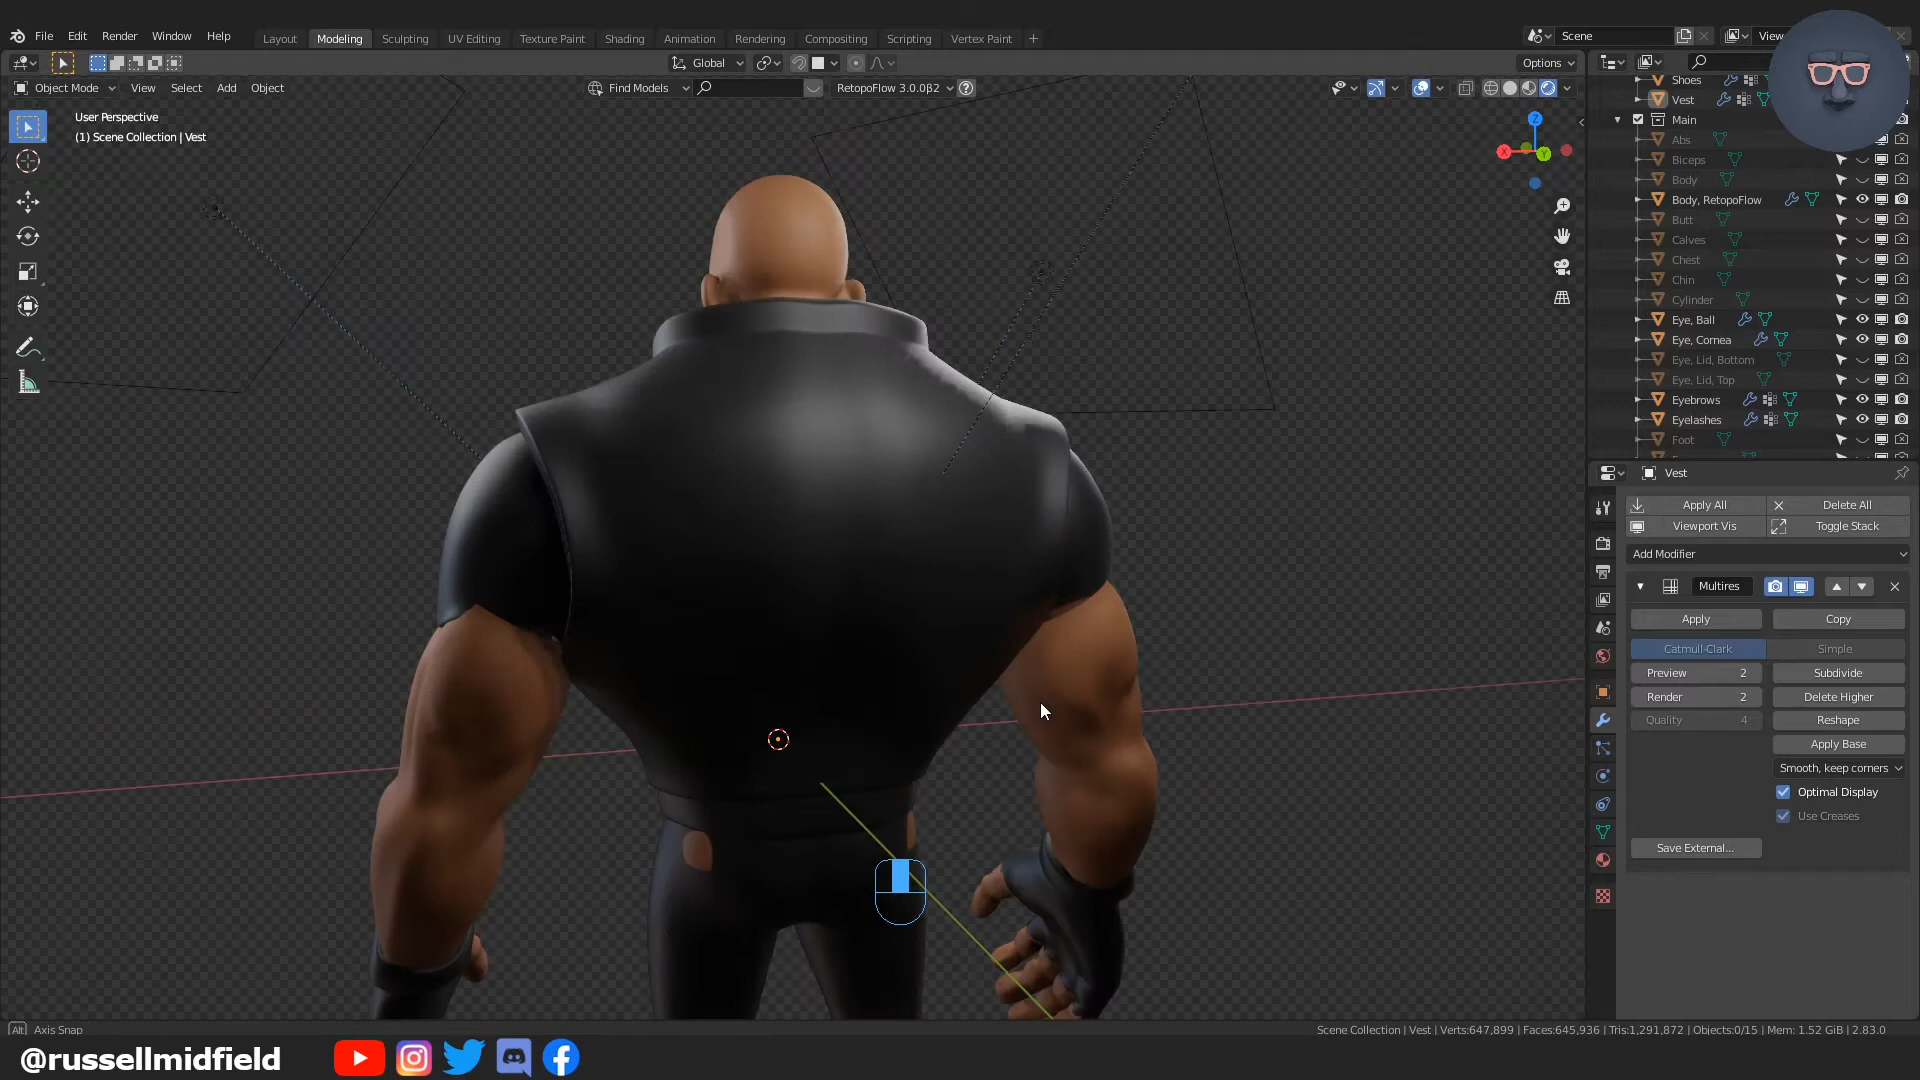 File Edit Render Window Help
Layout Modeling Sculpting UV Editing Texture Paint Shading Animation Rendering Compositing Scripting Vertex Paint +
Scene
View
Global
Options
Object Mode View Select Add Object
Find Models
RetopoFlow 3.0.0β2 ?
User Perspective
(1) Scene Collection | Vest
Z
X
Y
Shoes
Vest
Main
Abs
Biceps
Body
Body, RetopoFlow
Butt
Calves
Chest
Chin
Cylinder
Eye, Ball
Eye, Cornea
Eye, Lid, Bottom
Eye, Lid, Top
Eyebrows
Eyelashes
Foot
Vest
Apply All Delete All
Viewport Vis Toggle Stack
Add Modifier
Multires
Apply Copy
Catmull-Clark Simple
Preview 2 Subdivide
Render 2 Delete Higher
Quality 4 Reshape
Apply Base
Smooth, keep corners
Optimal Display
Use Creases
Save External...
Alt Axis Snap
Scene Collection | Vest | Verts:647,899 | Faces:645,936 | Tris:1,291,872 | Objects:0/15 | Mem: 1.52 GiB | 2.83.0
@russellmidfield